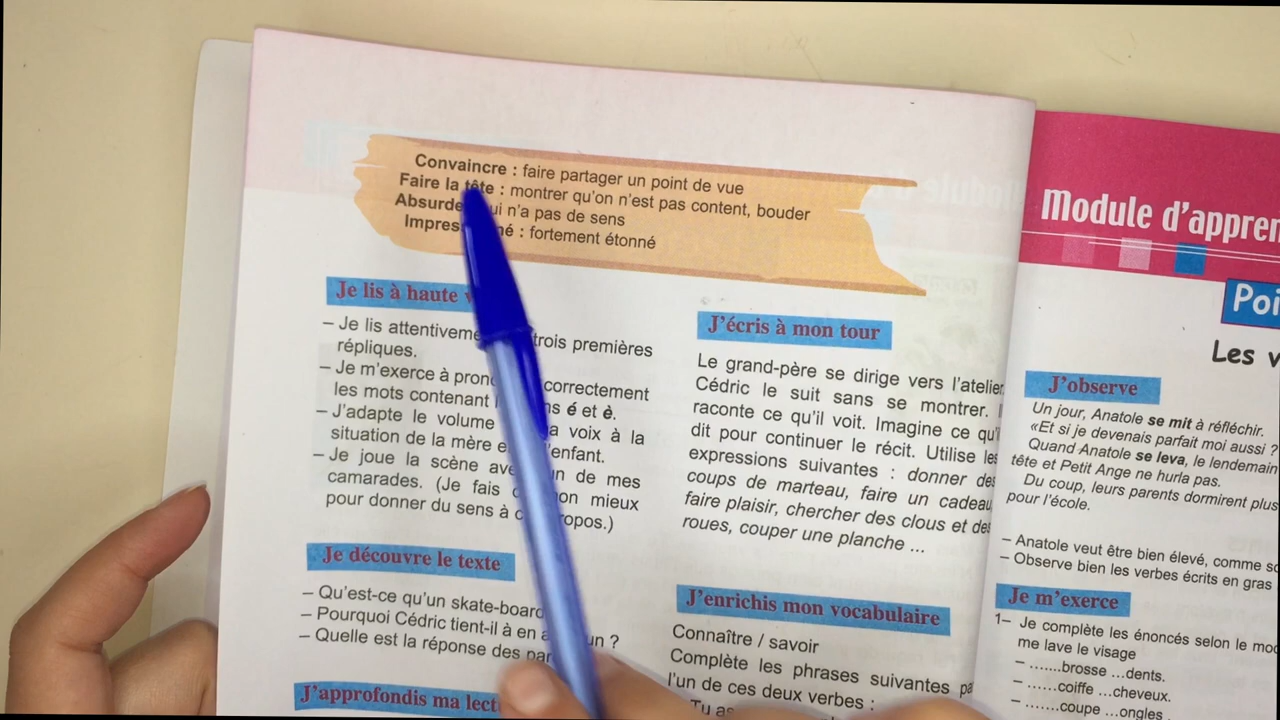 Convaincre : faire partager un point de vue
Faire la tête : montrer qu'on n'est pas content, bouder
Absurde n'a pas de sens
fortement étonné
Je lis à haute
– Je lis attentivement trois premières
répliques.
– Je m'exerce à correctement
les mots contenant é et è.
– J'adapte le volume voix à la
situation de la mère l'enfant.
– Je joue la scène de mes
camarades. (Je fais mieux
pour donner du sens à
Je découvre le texte
– Qu'est-ce qu'un skate-board
– Pourquoi Cédric tient-il à en ?
– Quelle est la réponse des
J'approfondis ma
J'écris à mon tour
Le grand-père se dirige vers l'atelier
Cédric le suit sans se montrer.
raconte ce qu'il voit. Imagine ce qu'i
dit pour continuer le récit. Utilise les
expressions suivantes : donner des
coups de marteau, faire un cadeau,
faire plaisir, chercher des clous et des
roues, couper une planche ...
J'enrichis mon vocabulaire
Connaître / savoir
Complète les phrases suivantes pa
l'un de ces deux verbes :
Tu as
Module d'appren
Poi
Les v
J'observe
Un jour, Anatole se mit à réfléchir.
«Et si je devenais parfait moi aussi ?
Quand Anatole se leva, le lendemain
tête et Petit Ange ne hurla pas.
Du coup, leurs parents dormirent plus
pour l'école.
– Anatole veut être bien élevé, comme
– Observe bien les verbes écrits en gras
Je m'exerce
1– Je complète les énoncés selon le mod
me lave le visage
– .......brosse ...dents.
– ......coiffe ...cheveux.
– .......coupe ...ongles